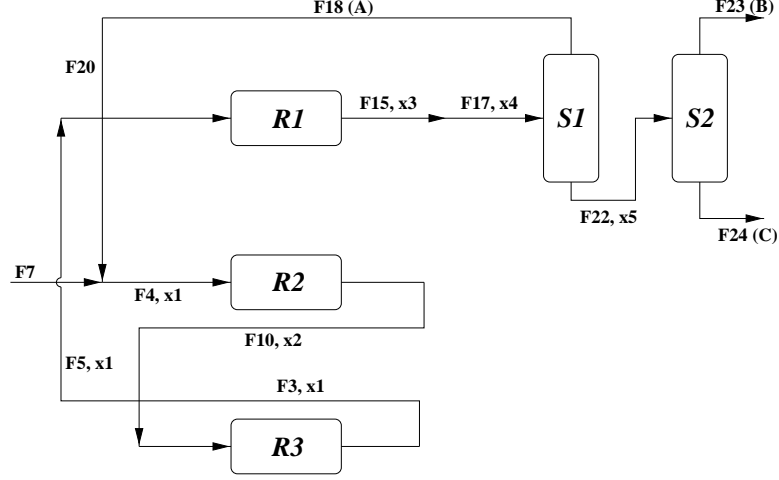 F18 (A)
F23 (B)
F20
R1
F15, x3
F17, x4
S1
S2
F22, x5
F24 (C)
F7
F4, x1
R2
F10, x2
F5, x1
F3, x1
R3